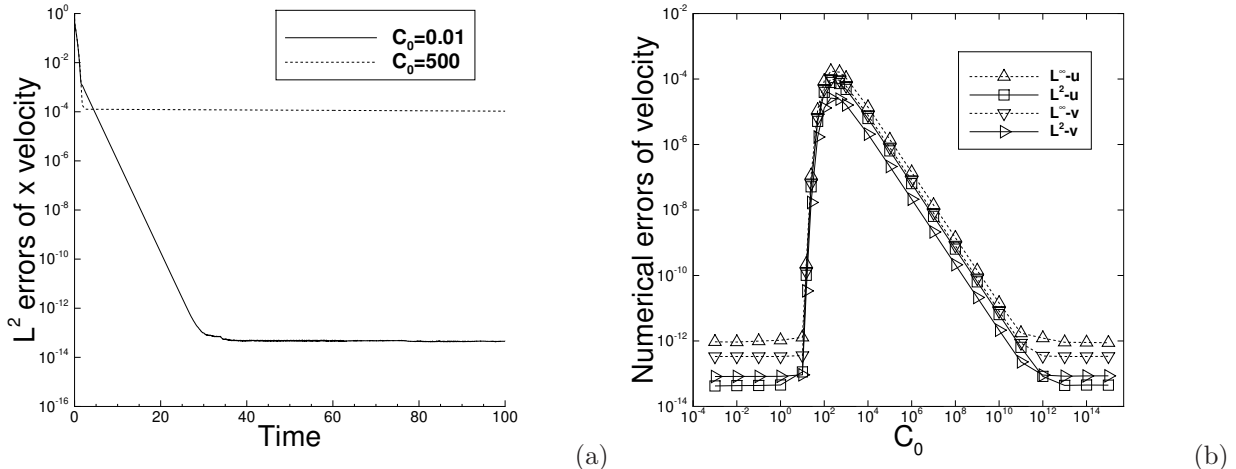 10^0
10^-2
10^-4
10^-6
10^-8
10^-10
10^-12
10^-14
10^-16
L^2 errors of x velocity
C_0=0.01
C_0=500
0 20 40 60 80 100
Time
(a)
10^-2
10^-4
10^-6
10^-8
10^-10
10^-12
10^-14
Numerical errors of velocity
L^∞-u
L^2-u
L^∞-v
L^2-v
10^-4 10^-2 10^0 10^2 10^4 10^6 10^8 10^10 10^12 10^14
C_0
(b)